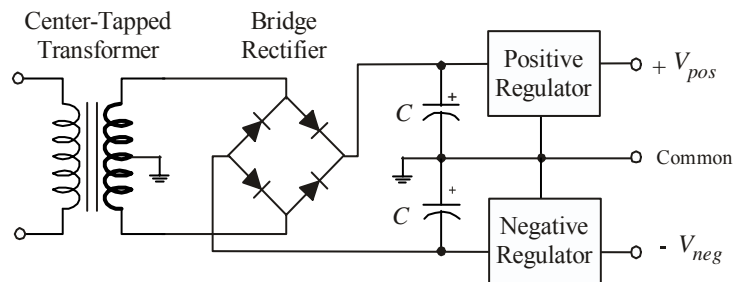 Center-Tapped
Transformer
Bridge
Rectifier
Positive
Regulator
+ Vpos
C
+
Common
C
+
Negative
Regulator
- Vneg